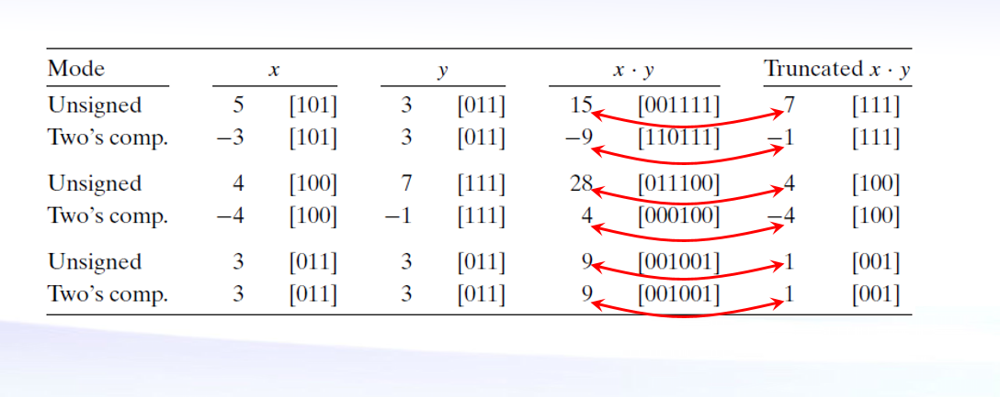 Mode x y x · y Truncated x · y
Unsigned 5 [101] 3 [011] 15 [001111] 7 [111]
Two’s comp. −3 [101] 3 [011] −9 [110111] −1 [111]
Unsigned 4 [100] 7 [111] 28 [011100] 4 [100]
Two’s comp. −4 [100] −1 [111] 4 [000100] −4 [100]
Unsigned 3 [011] 3 [011] 9 [001001] 1 [001]
Two’s comp. 3 [011] 3 [011] 9 [001001] 1 [001]